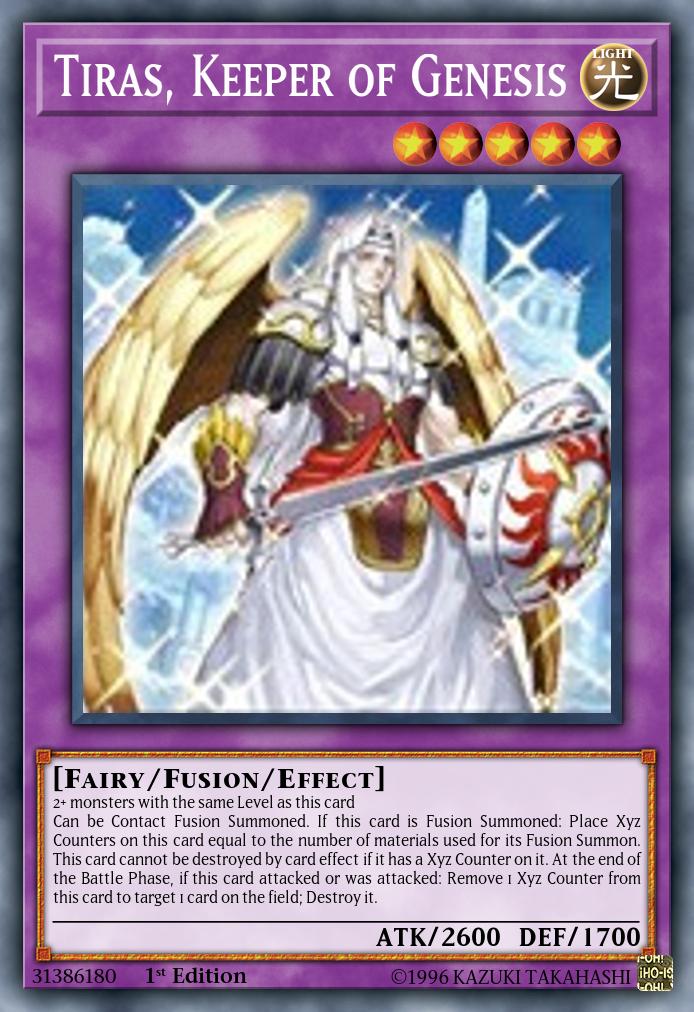 Tiras, Keeper of Genesis
LIGHT
光
[Fairy/Fusion/Effect]
2+ monsters with the same Level as this card
Can be Contact Fusion Summoned. If this card is Fusion Summoned: Place Xyz
Counters on this card equal to the number of materials used for its Fusion Summon.
This card cannot be destroyed by card effect if it has a Xyz Counter on it. At the end of
the Battle Phase, if this card attacked or was attacked: Remove 1 Xyz Counter from
this card to target 1 card on the field; Destroy it.
ATK/2600 DEF/1700
31386180 1st Edition ©1996 KAZUKI TAKAHASHI